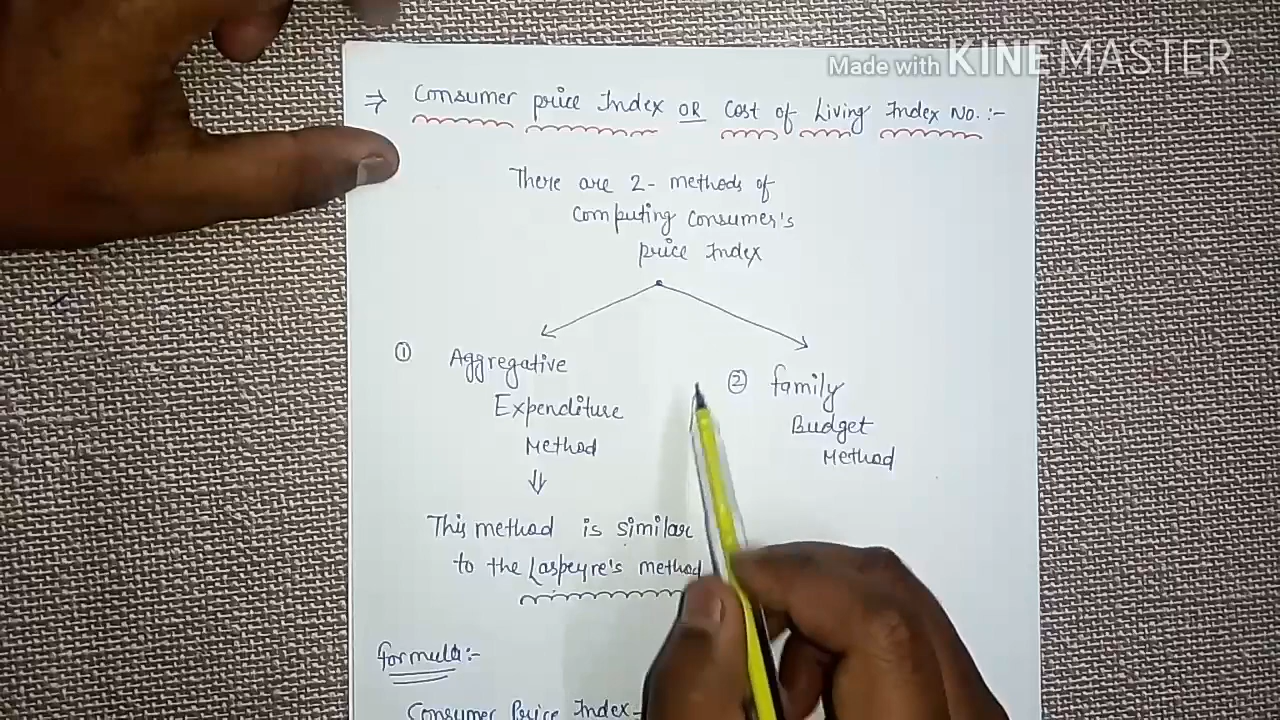 Made with KINEMASTER
⇒ Consumer price Index OR Cost of Living Index No. :-
There are 2- methods of
Computing Consumer's
price Index
① Aggregative
Expenditure
Method
⇓
This method is similar
to the Laspeyre's method
② family
Budget
Method
formula:-
Consumer Price Index-